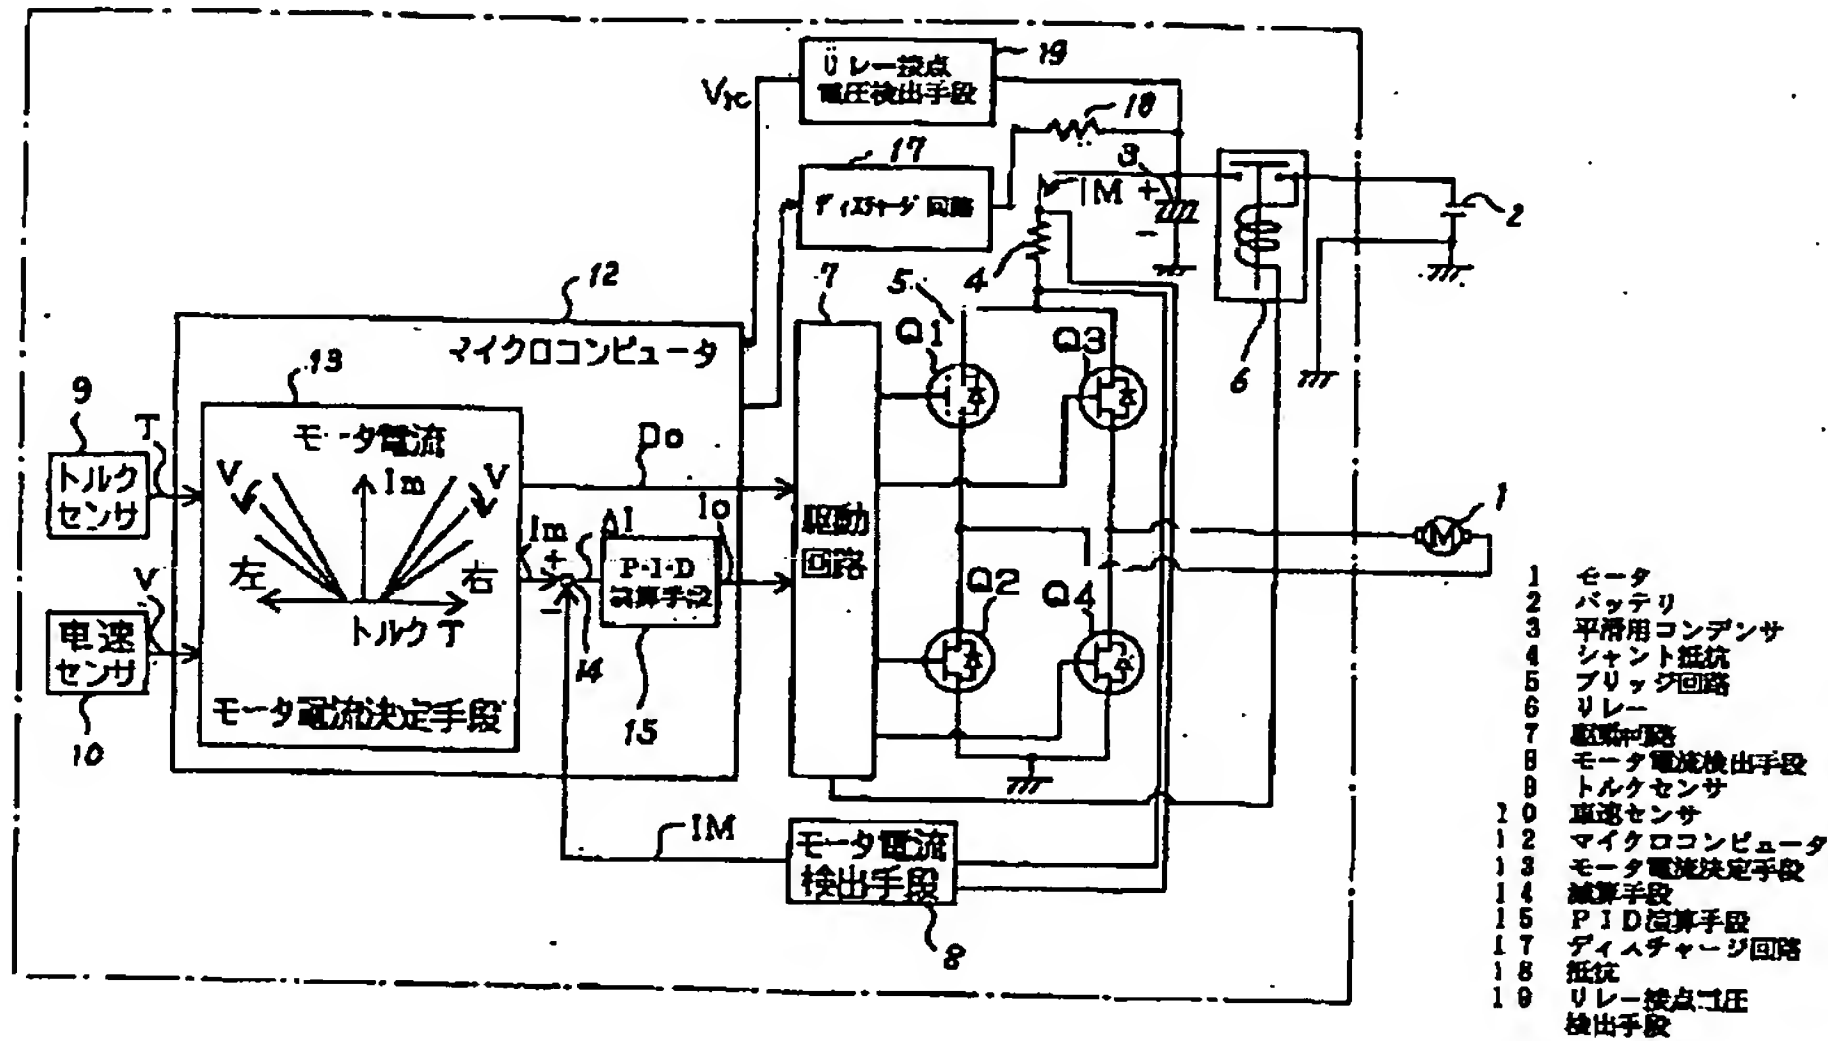 リレー接点
電圧検出手段
19
Vrc
18
17
ディスチャージ 回路
3
IM
+
-
2
4
5
6
7
12
マイクロコンピュータ
13
Q1
Q3
9
T
トルク
センサ
モータ電流
V
Im
V
左
右
トルク T
モータ電流決定手段
Do
Im
+
-
ΔI
Io
P・I・D
演算手段
14
15
駆動
回路
V
車速
センサ
10
Q2
Q4
M
1
IM
モータ電流
検出手段
8
1 モータ
2 バッテリ
3 平滑用コンデンサ
4 シャント抵抗
5 ブリッジ回路
6 リレー
7 駆動回路
8 モータ電流検出手段
9 トルクセンサ
10 車速センサ
12 マイクロコンピュータ
13 モータ電流決定手段
14 減算手段
15 PID演算手段
17 ディスチャージ回路
18 抵抗
19 リレー接点電圧
検出手段